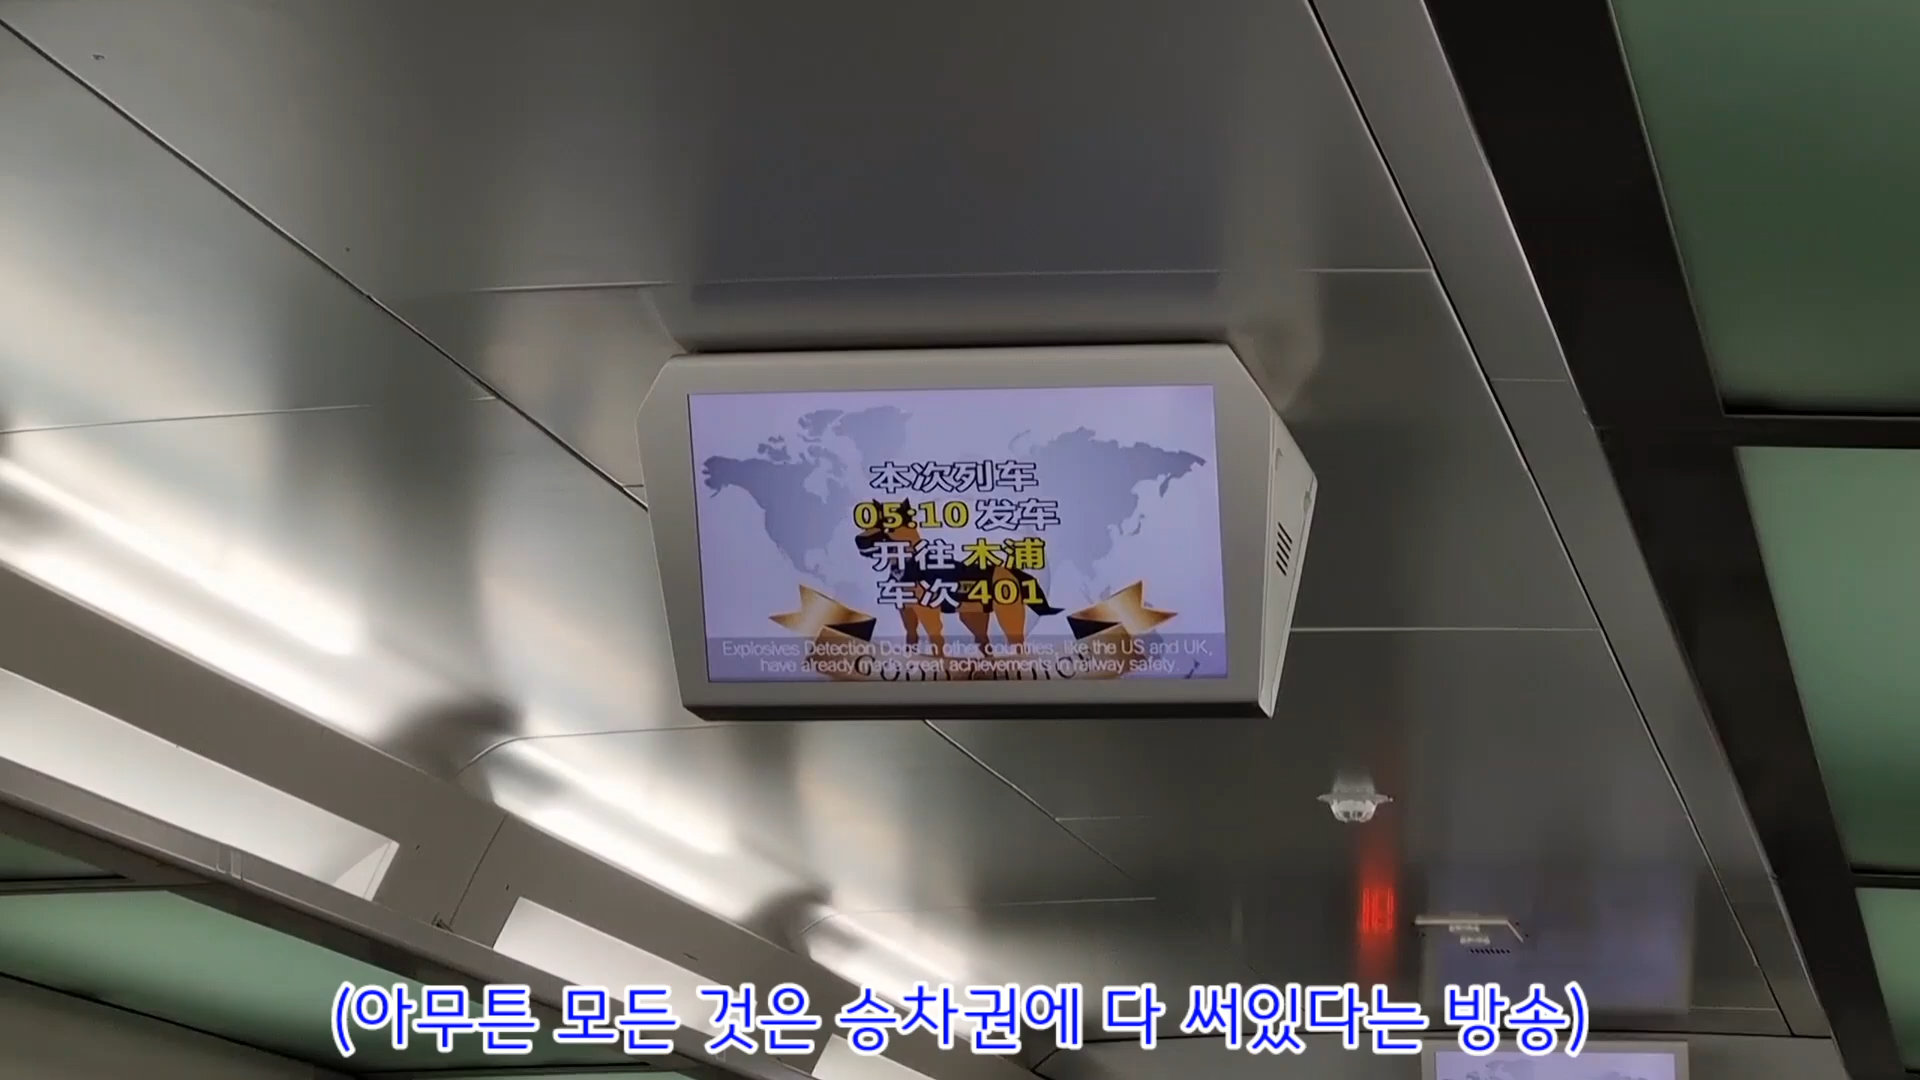 本次列车
05:10 发车
开往 木浦
车次 401
Explosives Detection Dogs in other countries, like the US and UK,
have already made great achievements in railway safety.
(아무튼 모든 것은 승차권에 다 써있다는 방송)